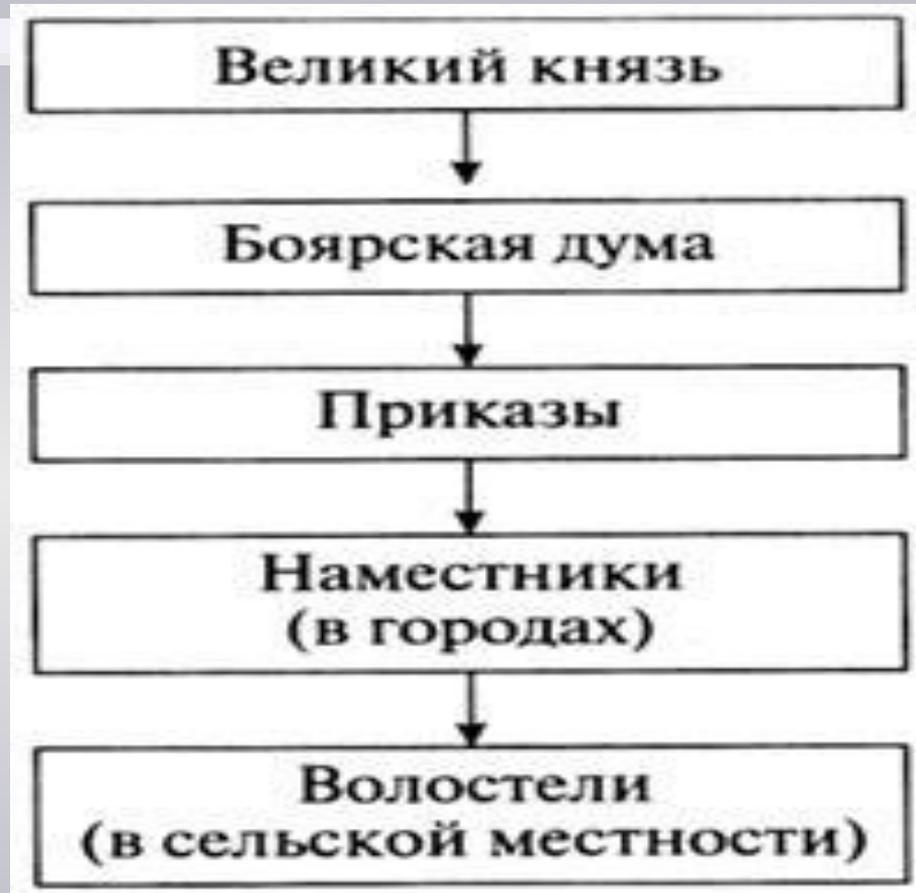 Великий князь
Боярская дума
Приказы
Наместники
(в городах)
Волостели
(в сельской местности)